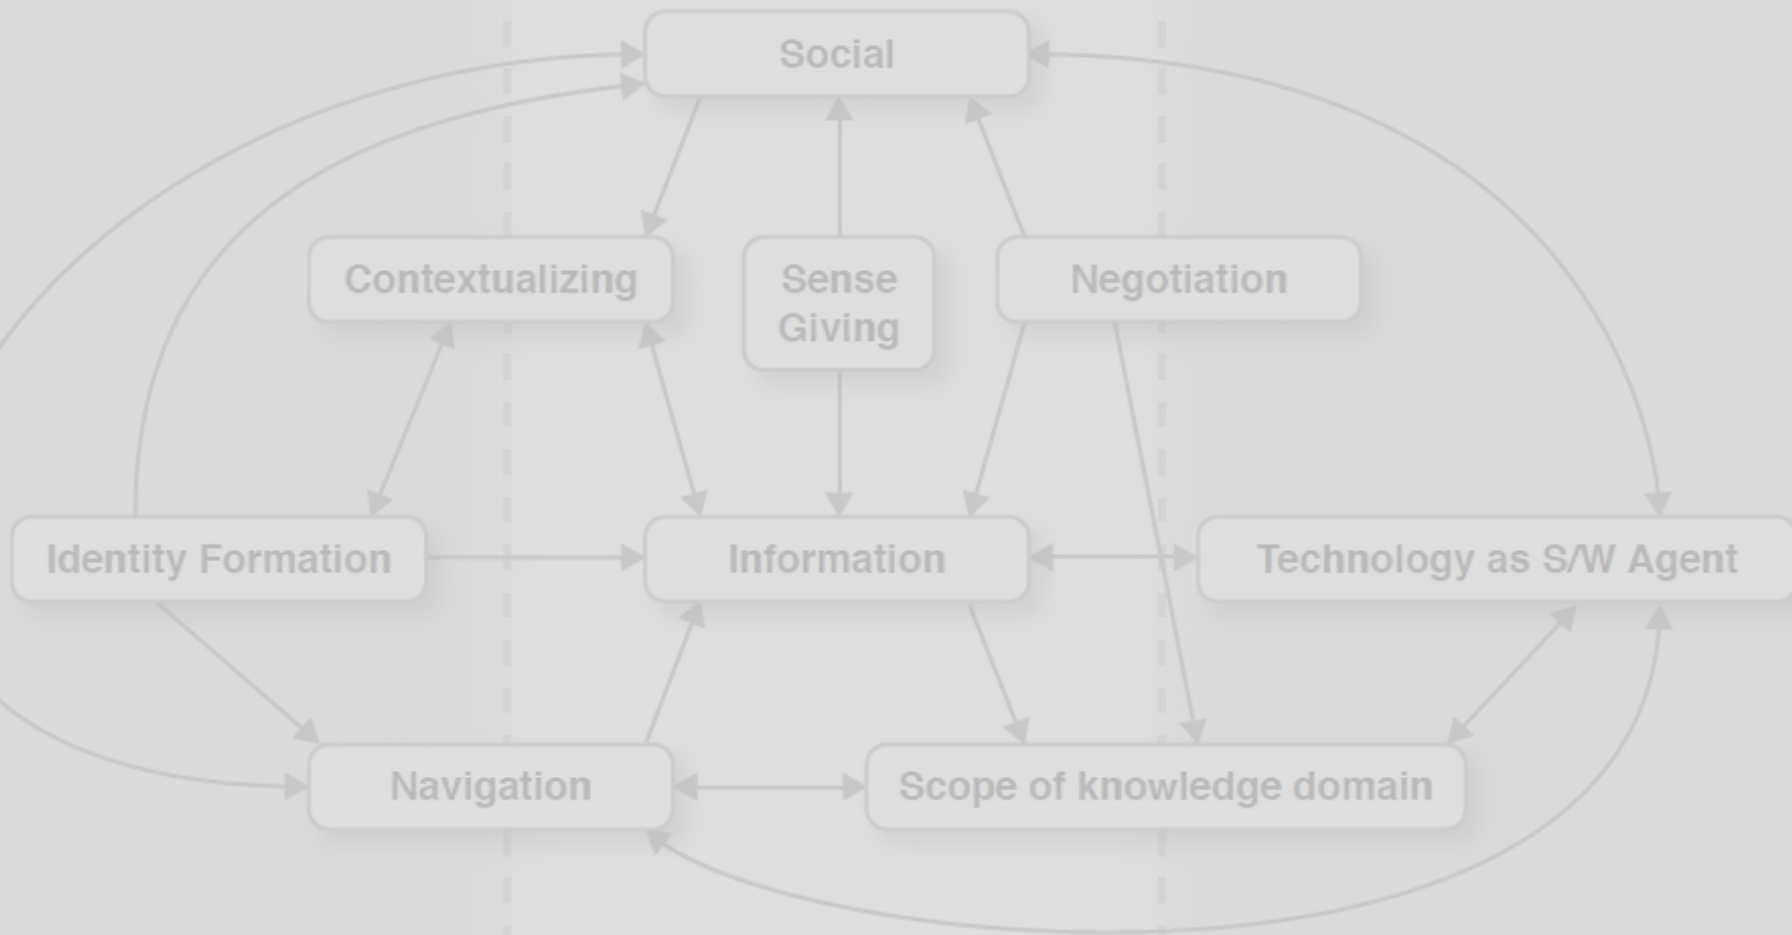 Social
Contextualizing
Sense
Giving
Negotiation
Identity Formation
Information
Technology as S/W Agent
Navigation
Scope of knowledge domain